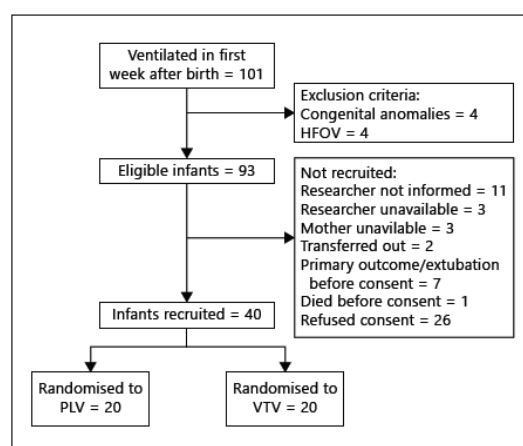 Ventilated in first
week after birth = 101
Exclusion criteria:
Congenital anomalies = 4
HFOV = 4
Eligible infants = 93
Not recruited:
Researcher not informed = 11
Researcher unavailable = 3
Mother unavilable = 3
Transferred out = 2
Primary outcome/extubation
before consent = 7
Died before consent = 1
Refused consent = 26
Infants recruited = 40
Randomised to
PLV = 20
Randomised to
VTV = 20